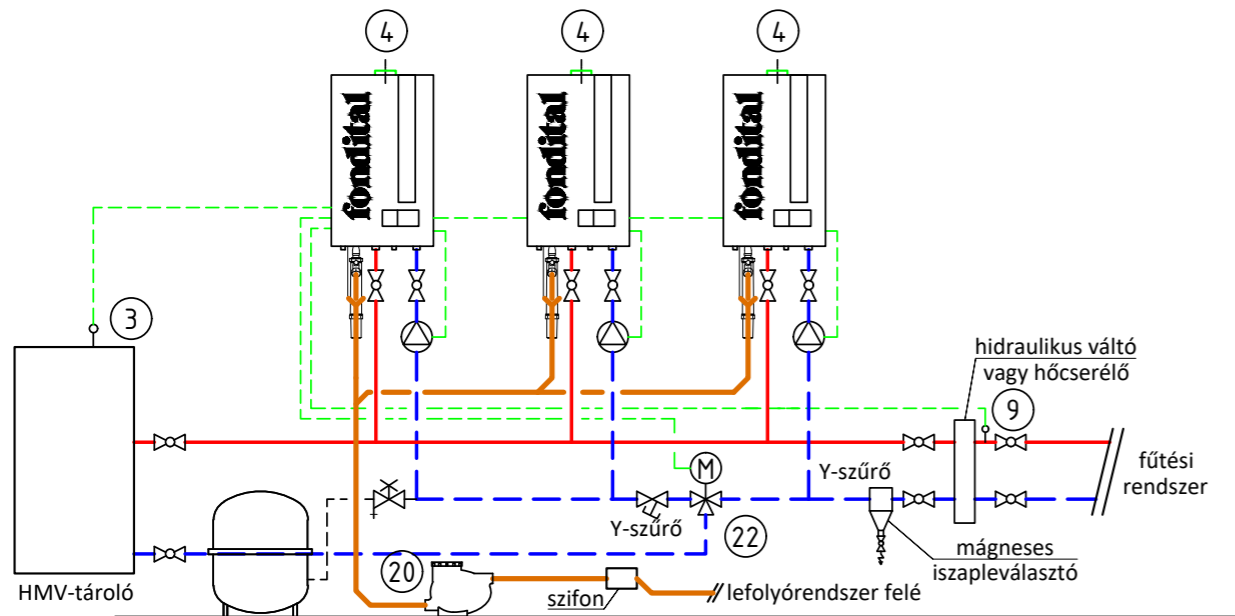 4
4
4
fondital
fondital
fondital
3
hidraulikus váltó
vagy hőcserélő
9
M
Y-szűrő
fűtési
rendszer
Y-szűrő
22
mágneses
iszapleválasztó
20
HMV-tároló
szifon
lefolyórendszer felé